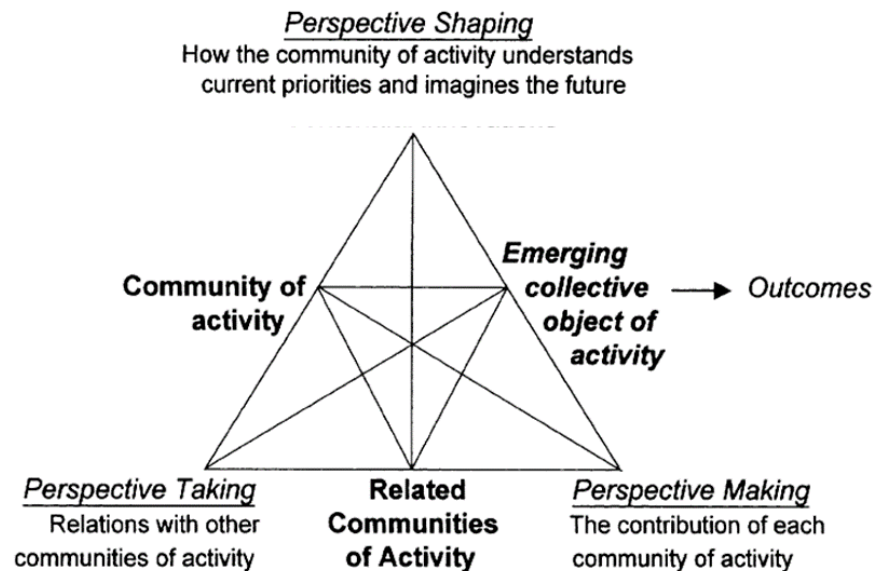 Perspective Shaping
How the community of activity understands
current priorities and imagines the future
Community of
activity
Emerging
collective
object of
activity
Outcomes
Perspective Taking
Relations with other
communities of activity
Related
Communities
of Activity
Perspective Making
The contribution of each
community of activity